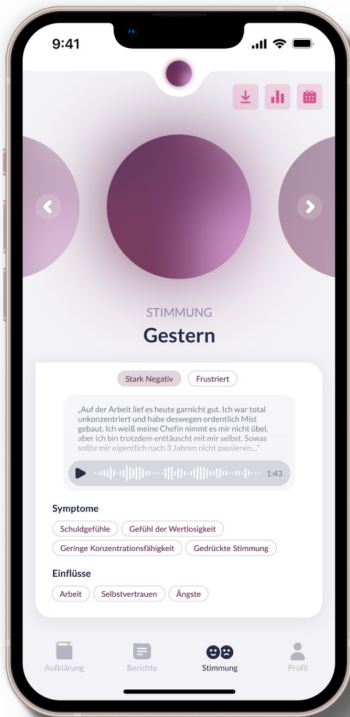 9:41
STIMMUNG
Gestern
Stark Negativ Frustriert
„Auf der Arbeit lief es heute garnicht gut. Ich war total
unkonzentriert und habe deswegen ordentlich Mist
gebaut. Ich weiß meine Chefin nimmt es mir nicht übel,
aber ich bin trotzdem enttäuscht mit mir selbst. Sowas
sollte mir eigentlich nach 3 Jahren nicht passieren..."
1:43
Symptome
Schuldgefühle Gefühl der Wertlosigkeit
Geringe Konzentrationsfähigkeit Gedrückte Stimmung
Einflüsse
Arbeit Selbstvertrauen Ängste
Aufklärung Berichte Stimmung Profil